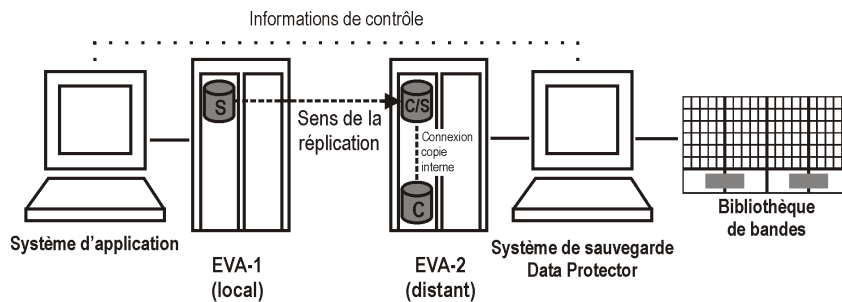 Informations de contrôle
S
C/S
Sens de la
réplication
Connexion
copie
interne
C
Système d'application
EVA-1
(local)
EVA-2
(distant)
Système de sauvegarde
Data Protector
Bibliothèque
de bandes